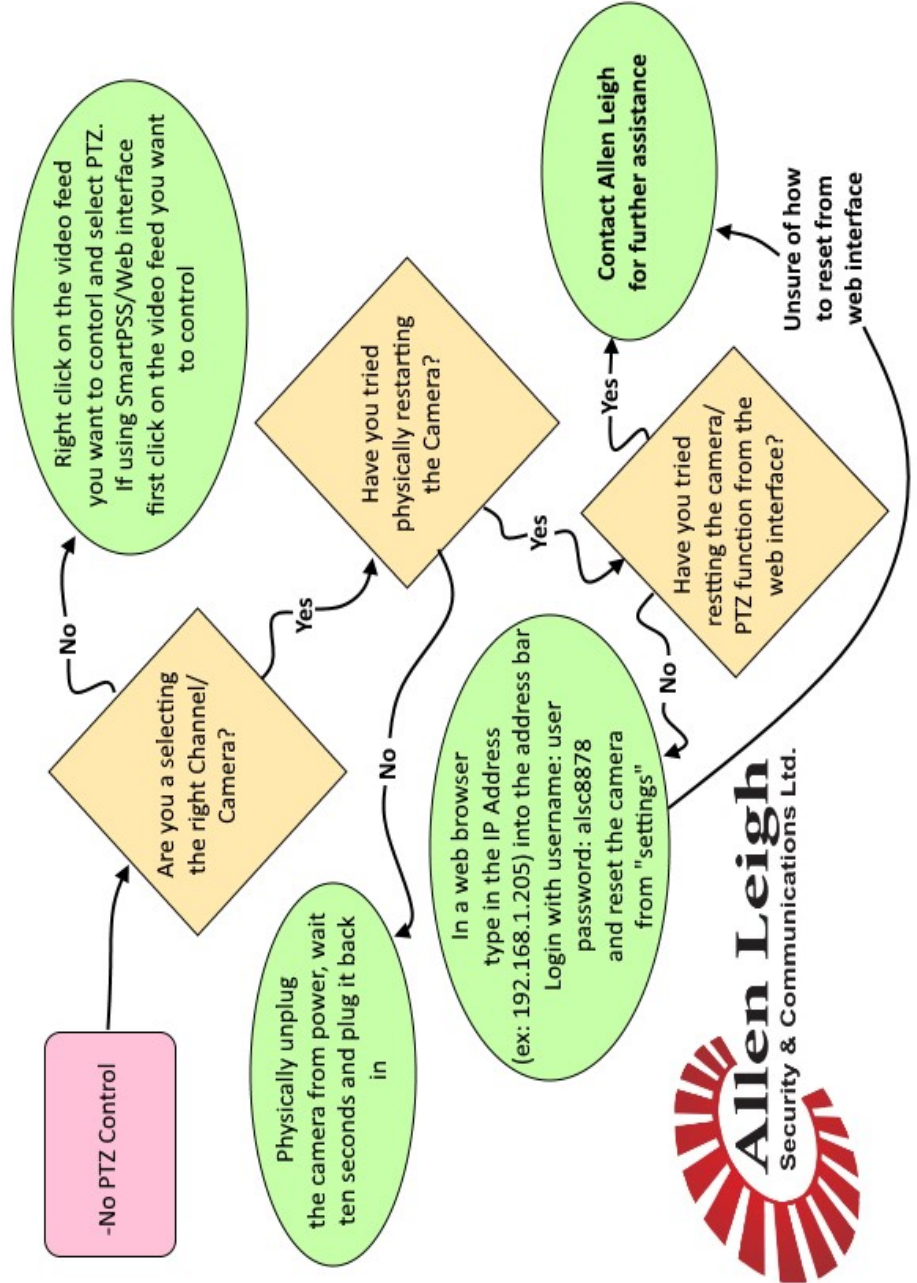 -No PTZ Control
Are you a selecting
the right Channel/
Camera?
No
Right click on the video feed
you want to contorl and select PTZ.
If using SmartPSS/Web interface
first click on the video feed you want
to control
Yes
Have you tried
physically restarting
the Camera?
No
Physically unplug
the camera from power, wait
ten seconds and plug it back
in
Yes
Have you tried
restting the camera/
PTZ function from the
web interface?
No
In a web browser
type in the IP Address
(ex: 192.168.1.205) into the address bar
Login with username: user
password: alsc8878
and reset the camera
from "settings"
Yes
Contact Allen Leigh
for further assistance
Unsure of how
to reset from
web interface
Allen Leigh
Security & Communications Ltd.